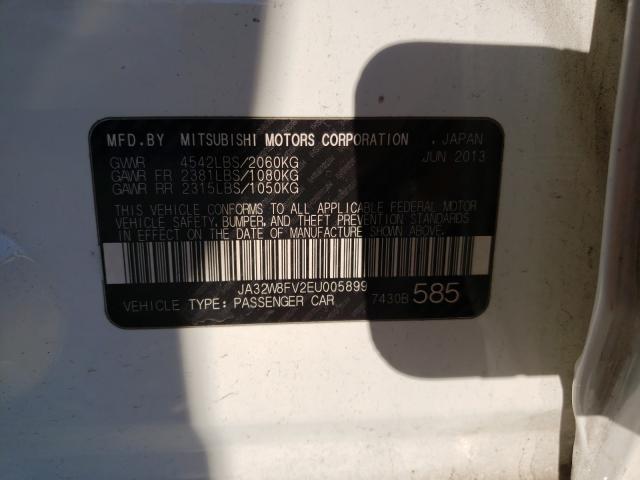 MFD.BY MITSUBISHI MOTORS CORPORATION , JAPAN
GVWR 4542LBS/2060KG JUN 2013
GAWR FR 2381LBS/1080KG
GAWR RR 2315LBS/1050KG
THIS VEHICLE CONFORMS TO ALL APPLICABLE FEDERAL MOTOR
VEHICLE SAFETY, BUMPER, AND THEFT PREVENTION STANDARDS
IN EFFECT ON THE DATE OF MANUFACTURE SHOWN ABOVE.
JA32W8FV2EU005899
VEHICLE TYPE: PASSENGER CAR 7430B 585